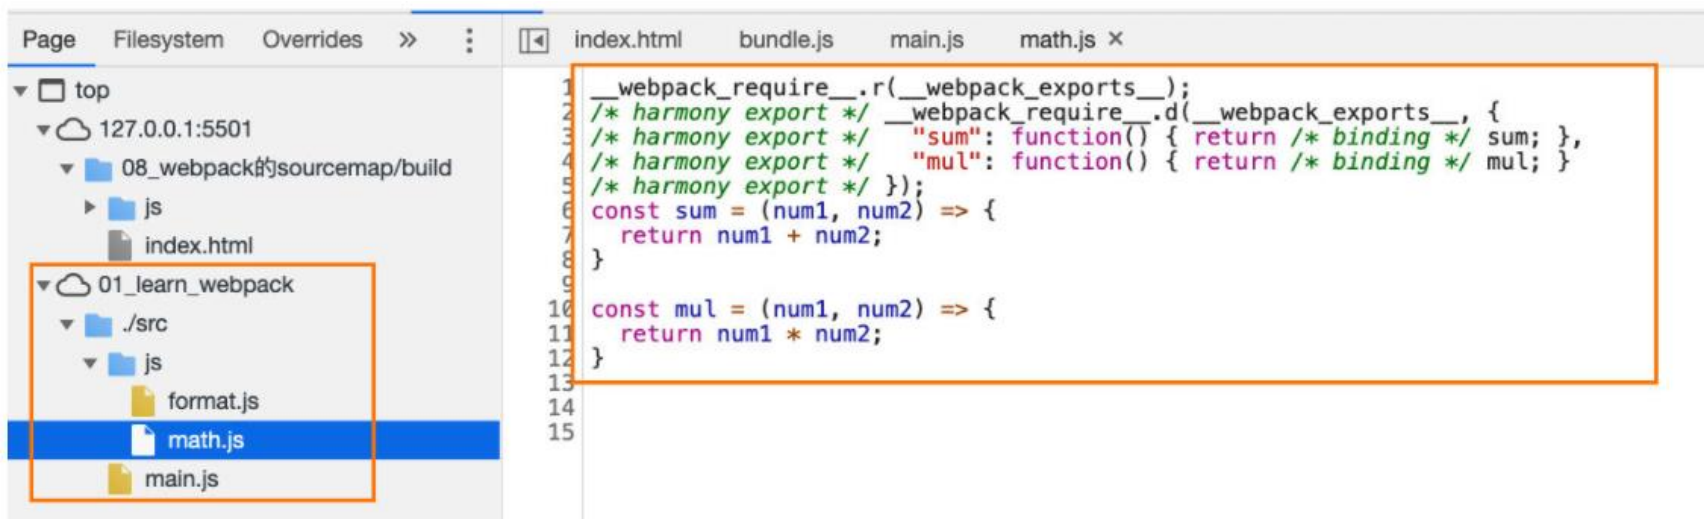 Page Filesystem Overrides »
top
127.0.0.1:5501
08_webpack的sourcemap/build
js
index.html
01_learn_webpack
./src
js
format.js
math.js
main.js
index.html bundle.js main.js math.js ×
1 __webpack_require__.r(__webpack_exports__);
2 /* harmony export */ __webpack_require__.d(__webpack_exports__, {
3 /* harmony export */   "sum": function() { return /* binding */ sum; },
4 /* harmony export */   "mul": function() { return /* binding */ mul; }
5 /* harmony export */ });
6 const sum = (num1, num2) => {
7   return num1 + num2;
8 }
9
10 const mul = (num1, num2) => {
11   return num1 * num2;
12 }
13
14
15